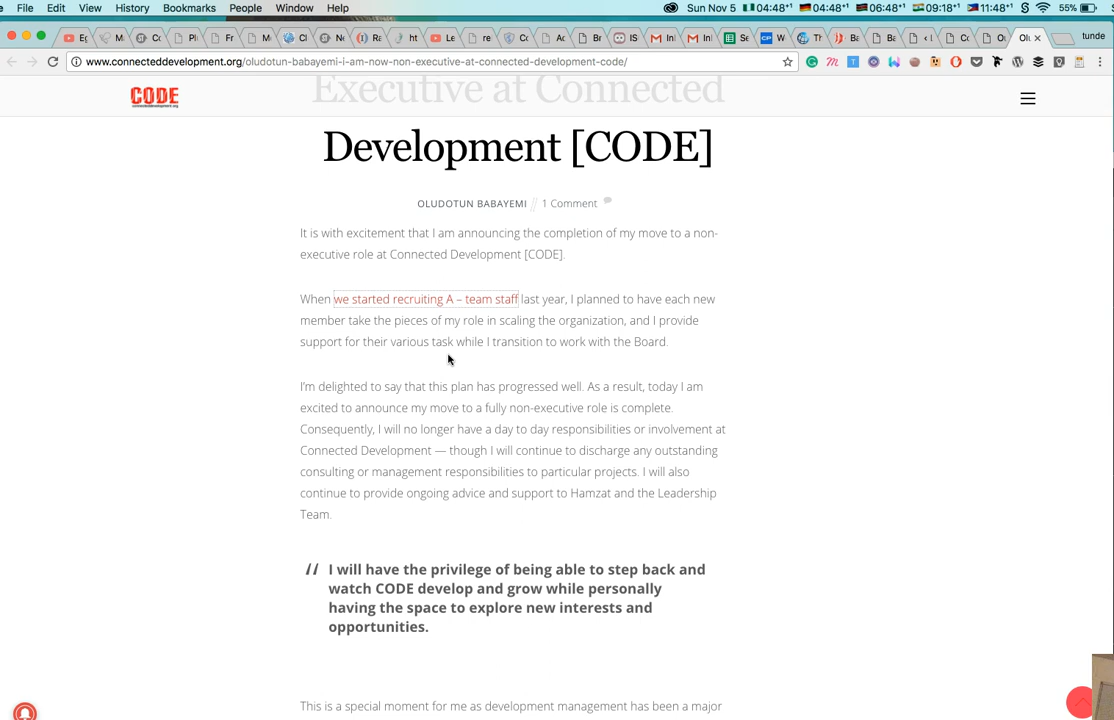 File Edit View History Bookmarks People Window Help
Sun Nov 5 04:48+1 04:48+1 06:48+1 09:18+1 11:48+1 55%
tunde
www.connecteddevelopment.org/oludotun-babayemi-i-am-now-non-executive-at-connected-development-code/
CODE
connecteddevelopment.org
Executive at Connected
Development [CODE]
OLUDOTUN BABAYEMI // 1 Comment
It is with excitement that I am announcing the completion of my move to a non-
executive role at Connected Development [CODE].
When we started recruiting A – team staff last year, I planned to have each new
member take the pieces of my role in scaling the organization, and I provide
support for their various task while I transition to work with the Board.
I'm delighted to say that this plan has progressed well. As a result, today I am
excited to announce my move to a fully non-executive role is complete.
Consequently, I will no longer have a day to day responsibilities or involvement at
Connected Development — though I will continue to discharge any outstanding
consulting or management responsibilities to particular projects. I will also
continue to provide ongoing advice and support to Hamzat and the Leadership
Team.
I will have the privilege of being able to step back and
watch CODE develop and grow while personally
having the space to explore new interests and
opportunities.
This is a special moment for me as development management has been a major